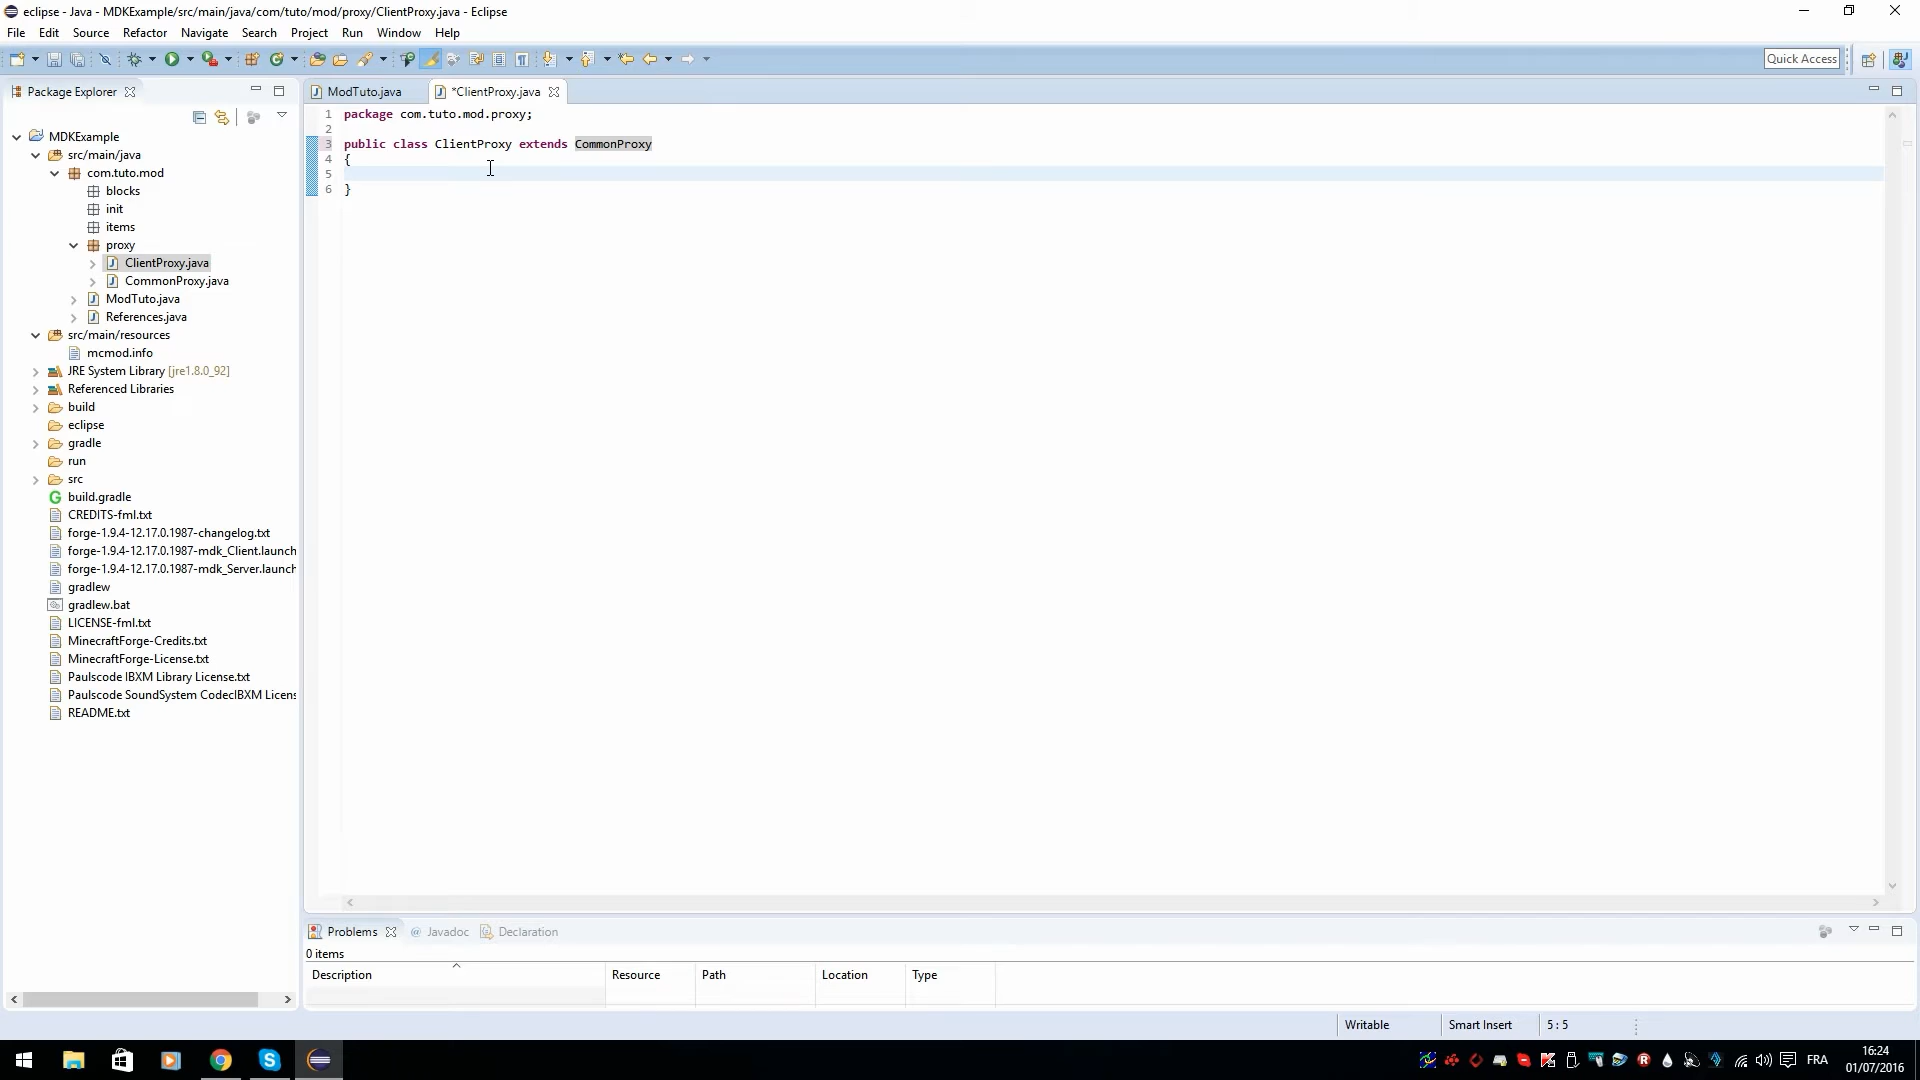 eclipse - Java - MDKExample/src/main/java/com/tuto/mod/proxy/ClientProxy.java - Eclipse
File Edit Source Refactor Navigate Search Project Run Window Help
Quick Access
Package Explorer
ModTuto.java
*ClientProxy.java
MDKExample
src/main/java
com.tuto.mod
blocks
init
items
proxy
ClientProxy.java
CommonProxy.java
ModTuto.java
References.java
src/main/resources
mcmod.info
JRE System Library [jre1.8.0_92]
Referenced Libraries
build
eclipse
gradle
run
src
build.gradle
CREDITS-fml.txt
forge-1.9.4-12.17.0.1987-changelog.txt
forge-1.9.4-12.17.0.1987-mdk_Client.launch
forge-1.9.4-12.17.0.1987-mdk_Server.launch
gradlew
gradlew.bat
LICENSE-fml.txt
MinecraftForge-Credits.txt
MinecraftForge-License.txt
Paulscode IBXM Library License.txt
Paulscode SoundSystem CodecIBXM Licens
README.txt
1 package com.tuto.mod.proxy;
2
3 public class ClientProxy extends CommonProxy
4 {
5
6 }
Problems @ Javadoc Declaration
0 items
Description Resource Path Location Type
Writable Smart Insert 5 : 5
FRA
16:24
01/07/2016